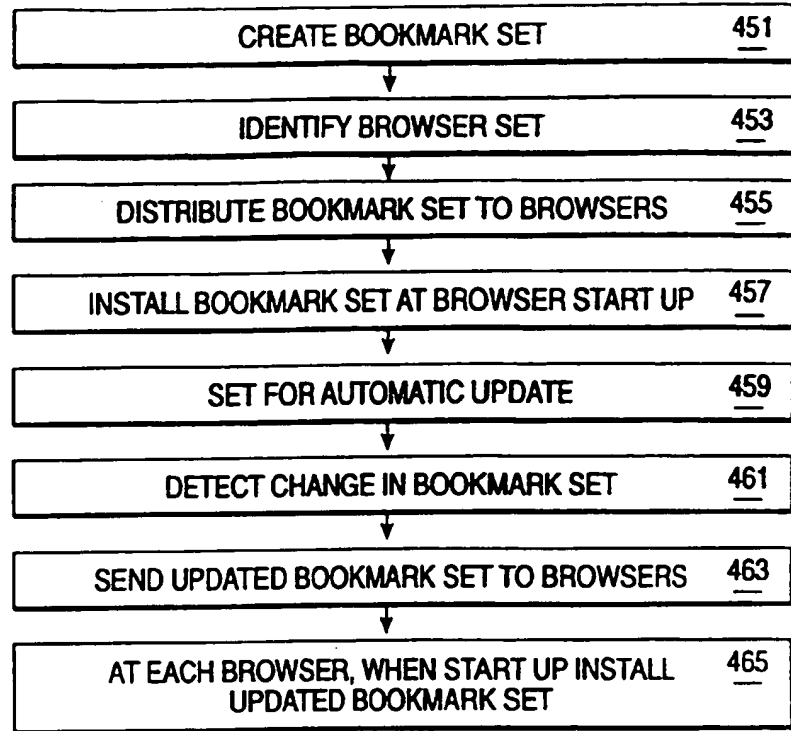 CREATE BOOKMARK SET 451
IDENTIFY BROWSER SET 453
DISTRIBUTE BOOKMARK SET TO BROWSERS 455
INSTALL BOOKMARK SET AT BROWSER START UP 457
SET FOR AUTOMATIC UPDATE 459
DETECT CHANGE IN BOOKMARK SET 461
SEND UPDATED BOOKMARK SET TO BROWSERS 463
AT EACH BROWSER, WHEN START UP INSTALL 465
UPDATED BOOKMARK SET